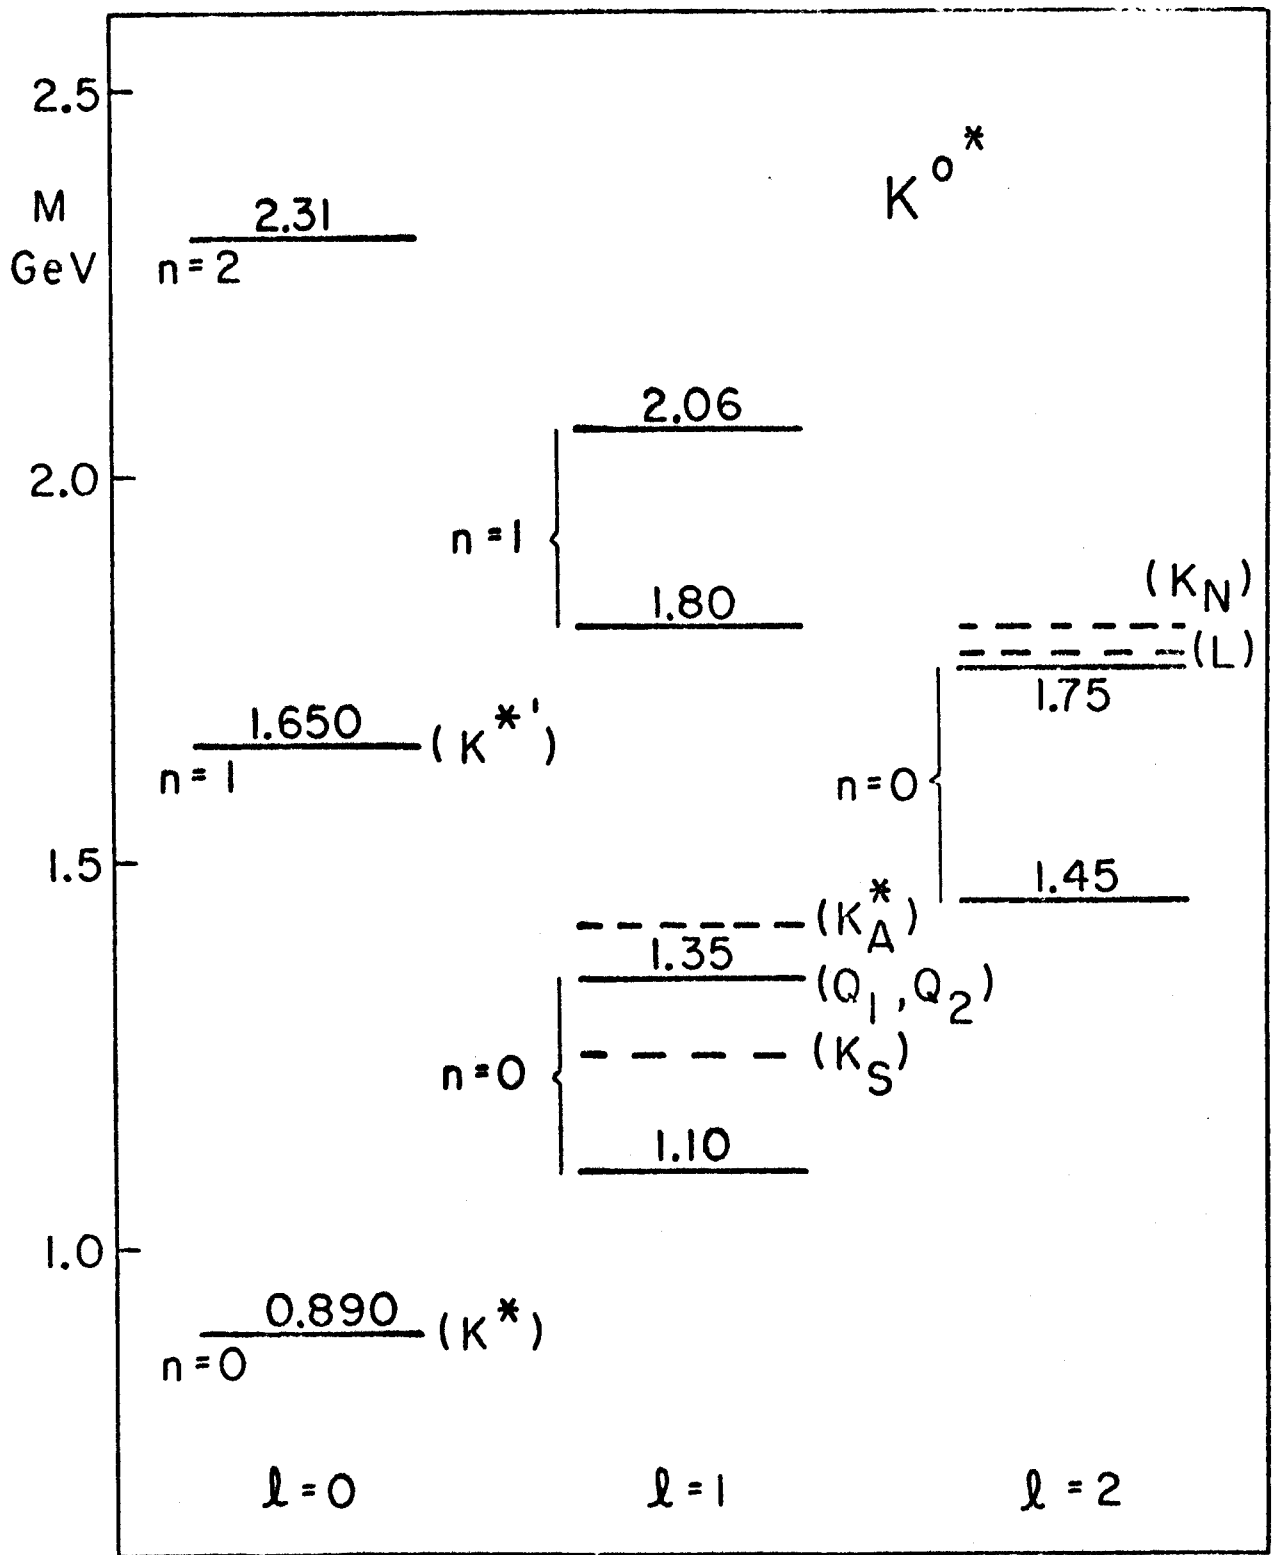 2.5
K⁰*
M
GeV
2.31
n=2
2.06
2.0
n=1
1.80
(K_N)
(L)
1.75
1.650
(K*')
n=1
n=0
1.5
1.45
(K*_A)
1.35
(Q₁,Q₂)
(K_S)
n=0
1.10
1.0
0.890
(K*)
n=0
ℓ=0
ℓ=1
ℓ=2